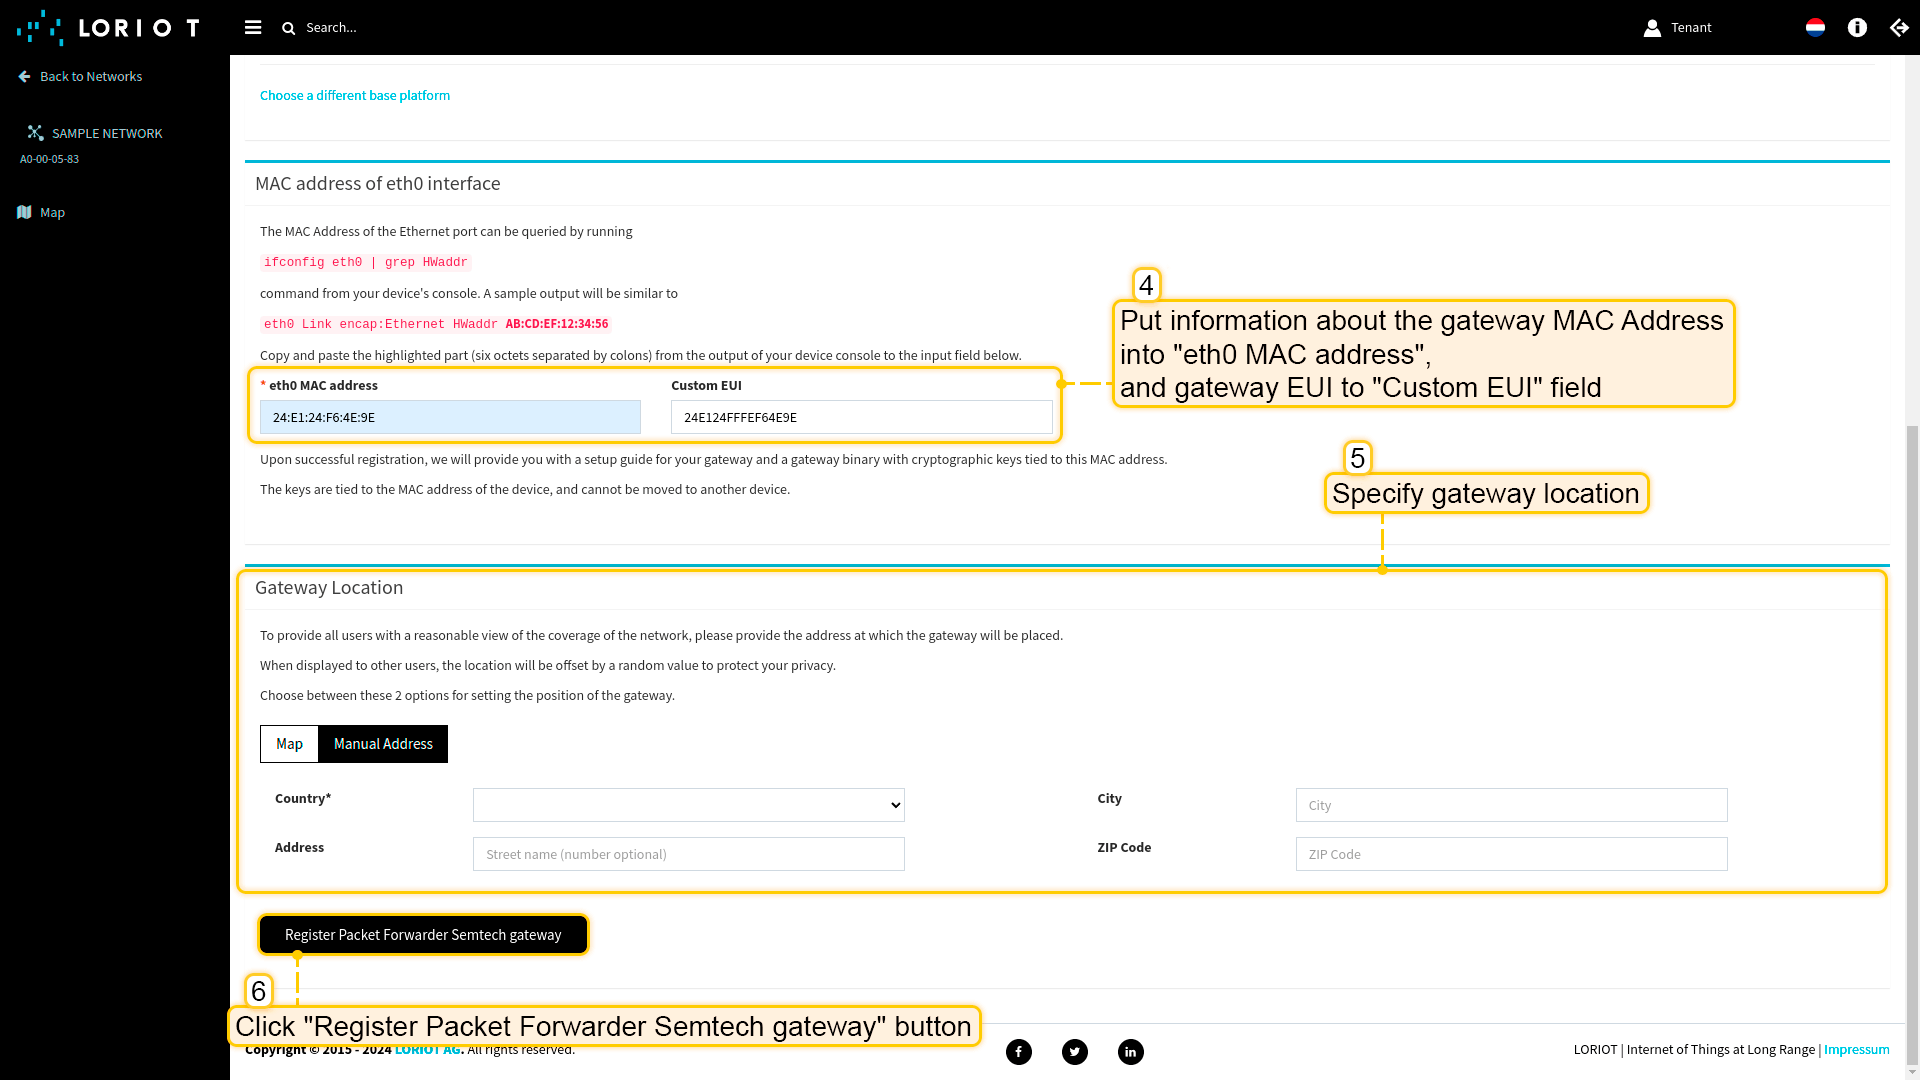 LORIOT
Search...
Tenant
Back to Networks
SAMPLE NETWORK
A0-00-05-83
Map
Choose a different base platform
MAC address of eth0 interface
The MAC Address of the Ethernet port can be queried by running
ifconfig eth0 | grep HWaddr
command from your device's console. A sample output will be similar to
eth0 Link encap:Ethernet HWaddr AB:CD:EF:12:34:56
Copy and paste the highlighted part (six octets separated by colons) from the output of your device console to the input field below.
4
Put information about the gateway MAC Address
into "eth0 MAC address",
and gateway EUI to "Custom EUI" field
* eth0 MAC address
Custom EUI
24:E1:24:F6:4E:9E
24E124FFFEF64E9E
Upon successful registration, we will provide you with a setup guide for your gateway and a gateway binary with cryptographic keys tied to this MAC address.
The keys are tied to the MAC address of the device, and cannot be moved to another device.
5
Specify gateway location
Gateway Location
To provide all users with a reasonable view of the coverage of the network, please provide the address at which the gateway will be placed.
When displayed to other users, the location will be offset by a random value to protect your privacy.
Choose between these 2 options for setting the position of the gateway.
Map
Manual Address
Country*
City
City
Address
Street name (number optional)
ZIP Code
ZIP Code
Register Packet Forwarder Semtech gateway
6
Click "Register Packet Forwarder Semtech gateway" button
Copyright © 2015 - 2024 LORIOT AG. All rights reserved.
LORIOT | Internet of Things at Long Range | Impressum